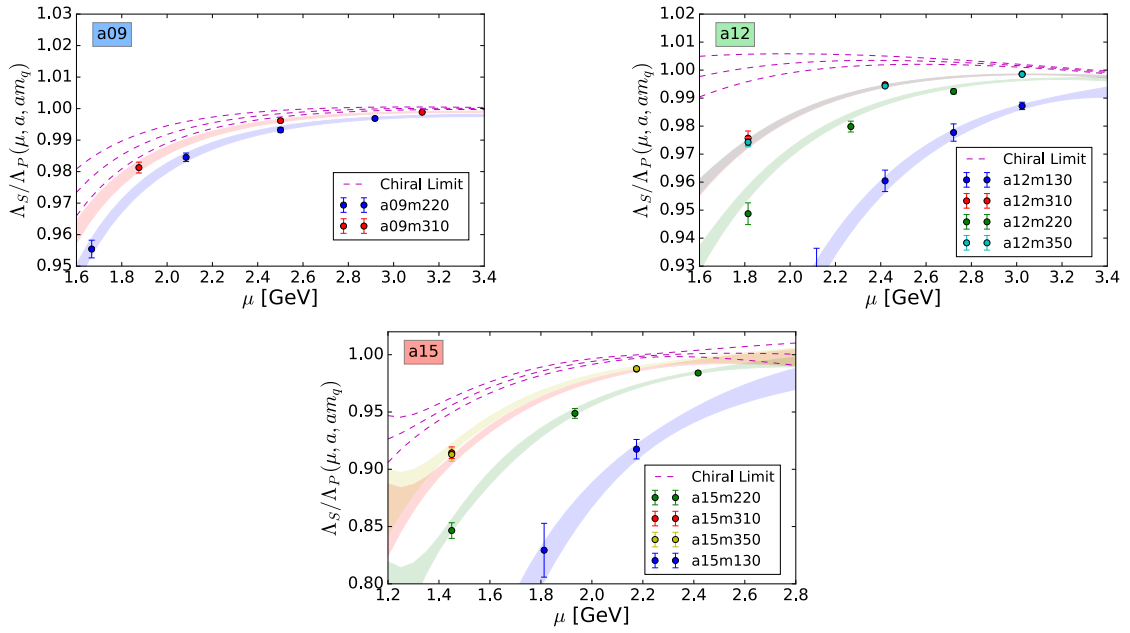 1.03
1.02
1.01
1.00
0.99
0.98
0.97
0.96
0.95
Λ_S/Λ_P(μ, a, am_q)
a09
Chiral Limit
a09m220
a09m310
1.6 1.8 2.0 2.2 2.4 2.6 2.8 3.0 3.2 3.4
μ [GeV]
1.02
1.01
1.00
0.99
0.98
0.97
0.96
0.95
0.94
0.93
Λ_S/Λ_P(μ, a, am_q)
a12
Chiral Limit
a12m130
a12m310
a12m220
a12m350
1.6 1.8 2.0 2.2 2.4 2.6 2.8 3.0 3.2 3.4
μ [GeV]
1.00
0.95
0.90
0.85
0.80
Λ_S/Λ_P(μ, a, am_q)
a15
Chiral Limit
a15m220
a15m310
a15m350
a15m130
1.2 1.4 1.6 1.8 2.0 2.2 2.4 2.6 2.8
μ [GeV]